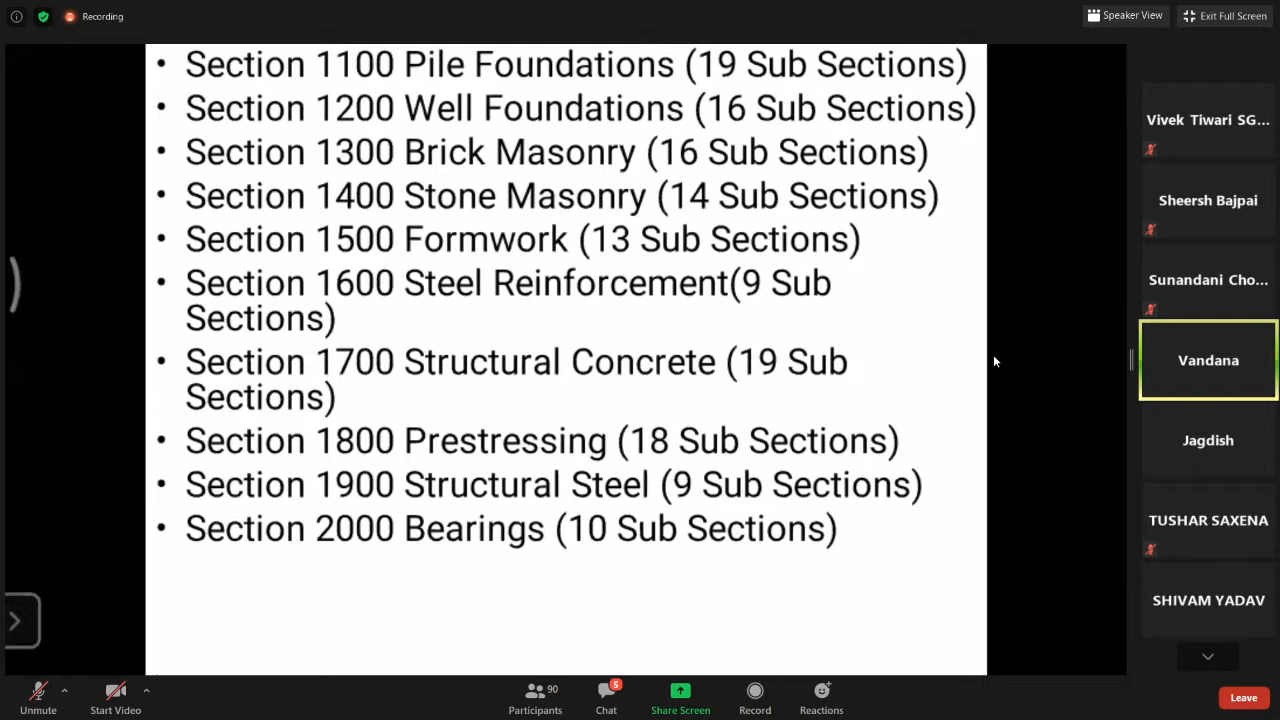 Recording
Speaker View
Exit Full Screen
• Section 1100 Pile Foundations (19 Sub Sections)
• Section 1200 Well Foundations (16 Sub Sections)
• Section 1300 Brick Masonry (16 Sub Sections)
• Section 1400 Stone Masonry (14 Sub Sections)
• Section 1500 Formwork (13 Sub Sections)
• Section 1600 Steel Reinforcement(9 Sub
Sections)
• Section 1700 Structural Concrete (19 Sub
Sections)
• Section 1800 Prestressing (18 Sub Sections)
• Section 1900 Structural Steel (9 Sub Sections)
• Section 2000 Bearings (10 Sub Sections)
Vivek Tiwari SG...
Sheersh Bajpai
Sunandani Cho...
Vandana
Jagdish
TUSHAR SAXENA
SHIVAM YADAV
Unmute
Start Video
90
Participants
5
Chat
Share Screen
Record
Reactions
Leave